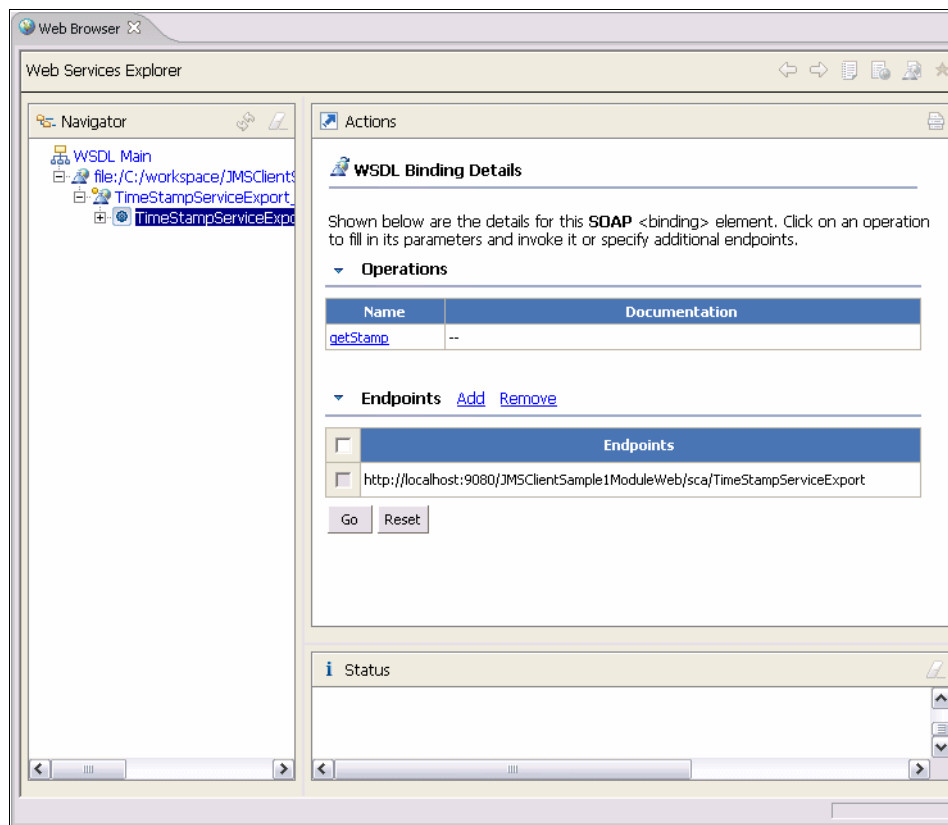 Web Browser
Web Services Explorer
Navigator
WSDL Main
file:/C:/workspace/JMSClientS
TimeStampServiceExport_
TimeStampServiceExpo
Actions
WSDL Binding Details
Shown below are the details for this SOAP <binding> element. Click on an operation
to fill in its parameters and invoke it or specify additional endpoints.
Operations
Name Documentation
getStamp --
Endpoints Add Remove
Endpoints
http://localhost:9080/JMSClientSample1ModuleWeb/sca/TimeStampServiceExport
Go Reset
i Status